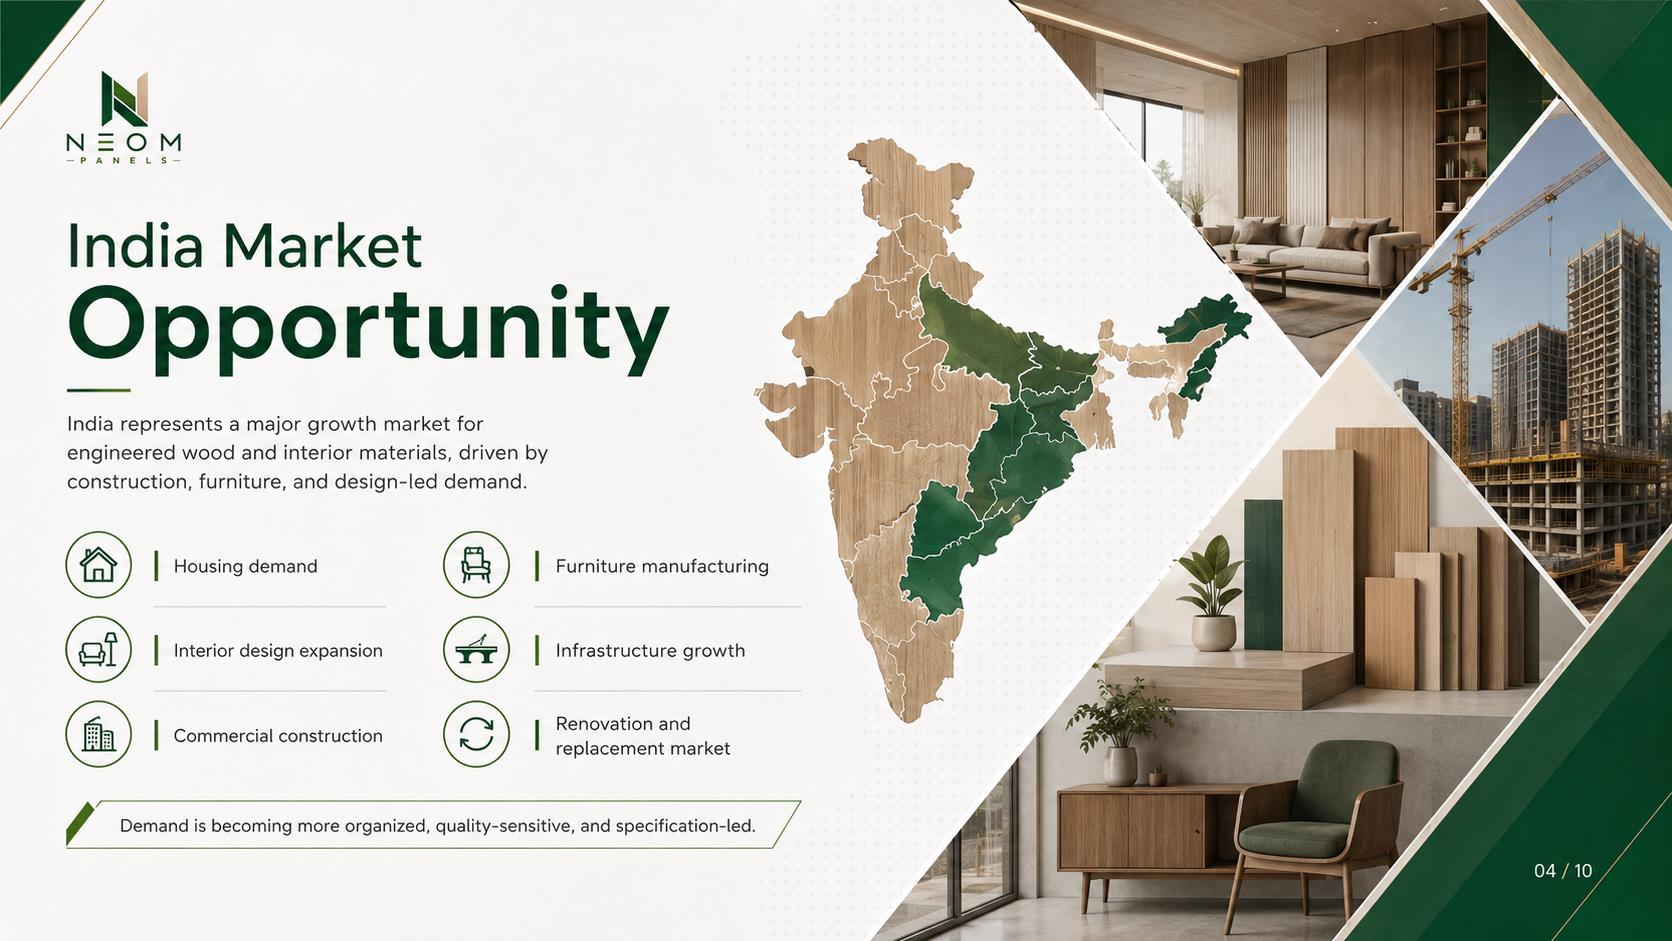 NEOM
PANELS
India Market
Opportunity
India represents a major growth market for
engineered wood and interior materials, driven by
construction, furniture, and design-led demand.
Housing demand
Furniture manufacturing
Interior design expansion
Infrastructure growth
Commercial construction
Renovation and
replacement market
Demand is becoming more organized, quality-sensitive, and specification-led.
04 / 10